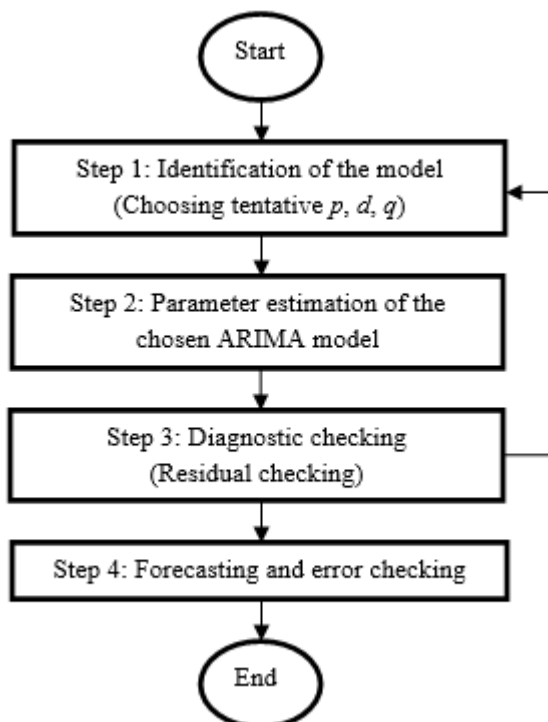 Start
Step 1: Identification of the model
(Choosing tentative p, d, q)
Step 2: Parameter estimation of the
chosen ARIMA model
Step 3: Diagnostic checking
(Residual checking)
Step 4: Forecasting and error checking
End